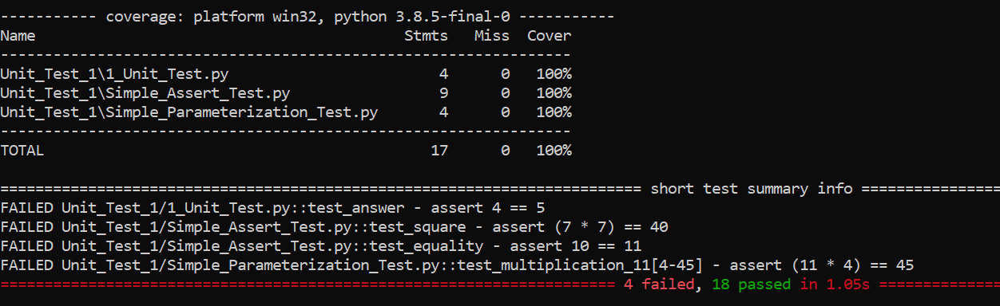 ----------- coverage: platform win32, python 3.8.5-final-0 -----------
Name                                          Stmts   Miss  Cover
-----------------------------------------------------------------
Unit_Test_1\1_Unit_Test.py                        4      0   100%
Unit_Test_1\Simple_Assert_Test.py                 9      0   100%
Unit_Test_1\Simple_Parameterization_Test.py       4      0   100%
-----------------------------------------------------------------
TOTAL                                            17      0   100%
========================================================================= short test summary info ================
FAILED Unit_Test_1/1_Unit_Test.py::test_answer - assert 4 == 5
FAILED Unit_Test_1/Simple_Assert_Test.py::test_square - assert (7 * 7) == 40
FAILED Unit_Test_1/Simple_Assert_Test.py::test_equality - assert 10 == 11
FAILED Unit_Test_1/Simple_Parameterization_Test.py::test_multiplication_11[4-45] - assert (11 * 4) == 45
====================================================================== 4 failed, 18 passed in 1.05s ==============